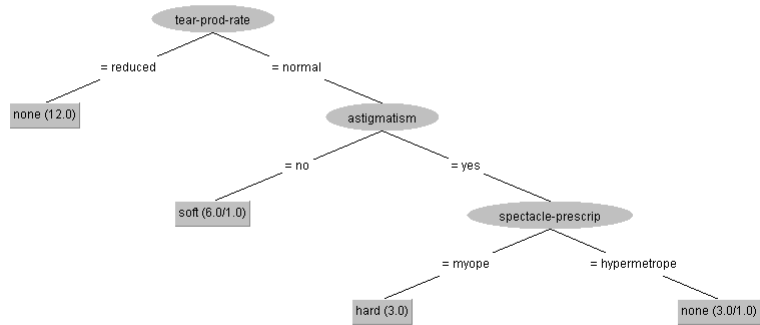 tear-prod-rate
= reduced
= normal
none (12.0)
astigmatism
= no
= yes
soft (6.0/1.0)
spectacle-prescrip
= myope
= hypermetrope
hard (3.0)
none (3.0/1.0)